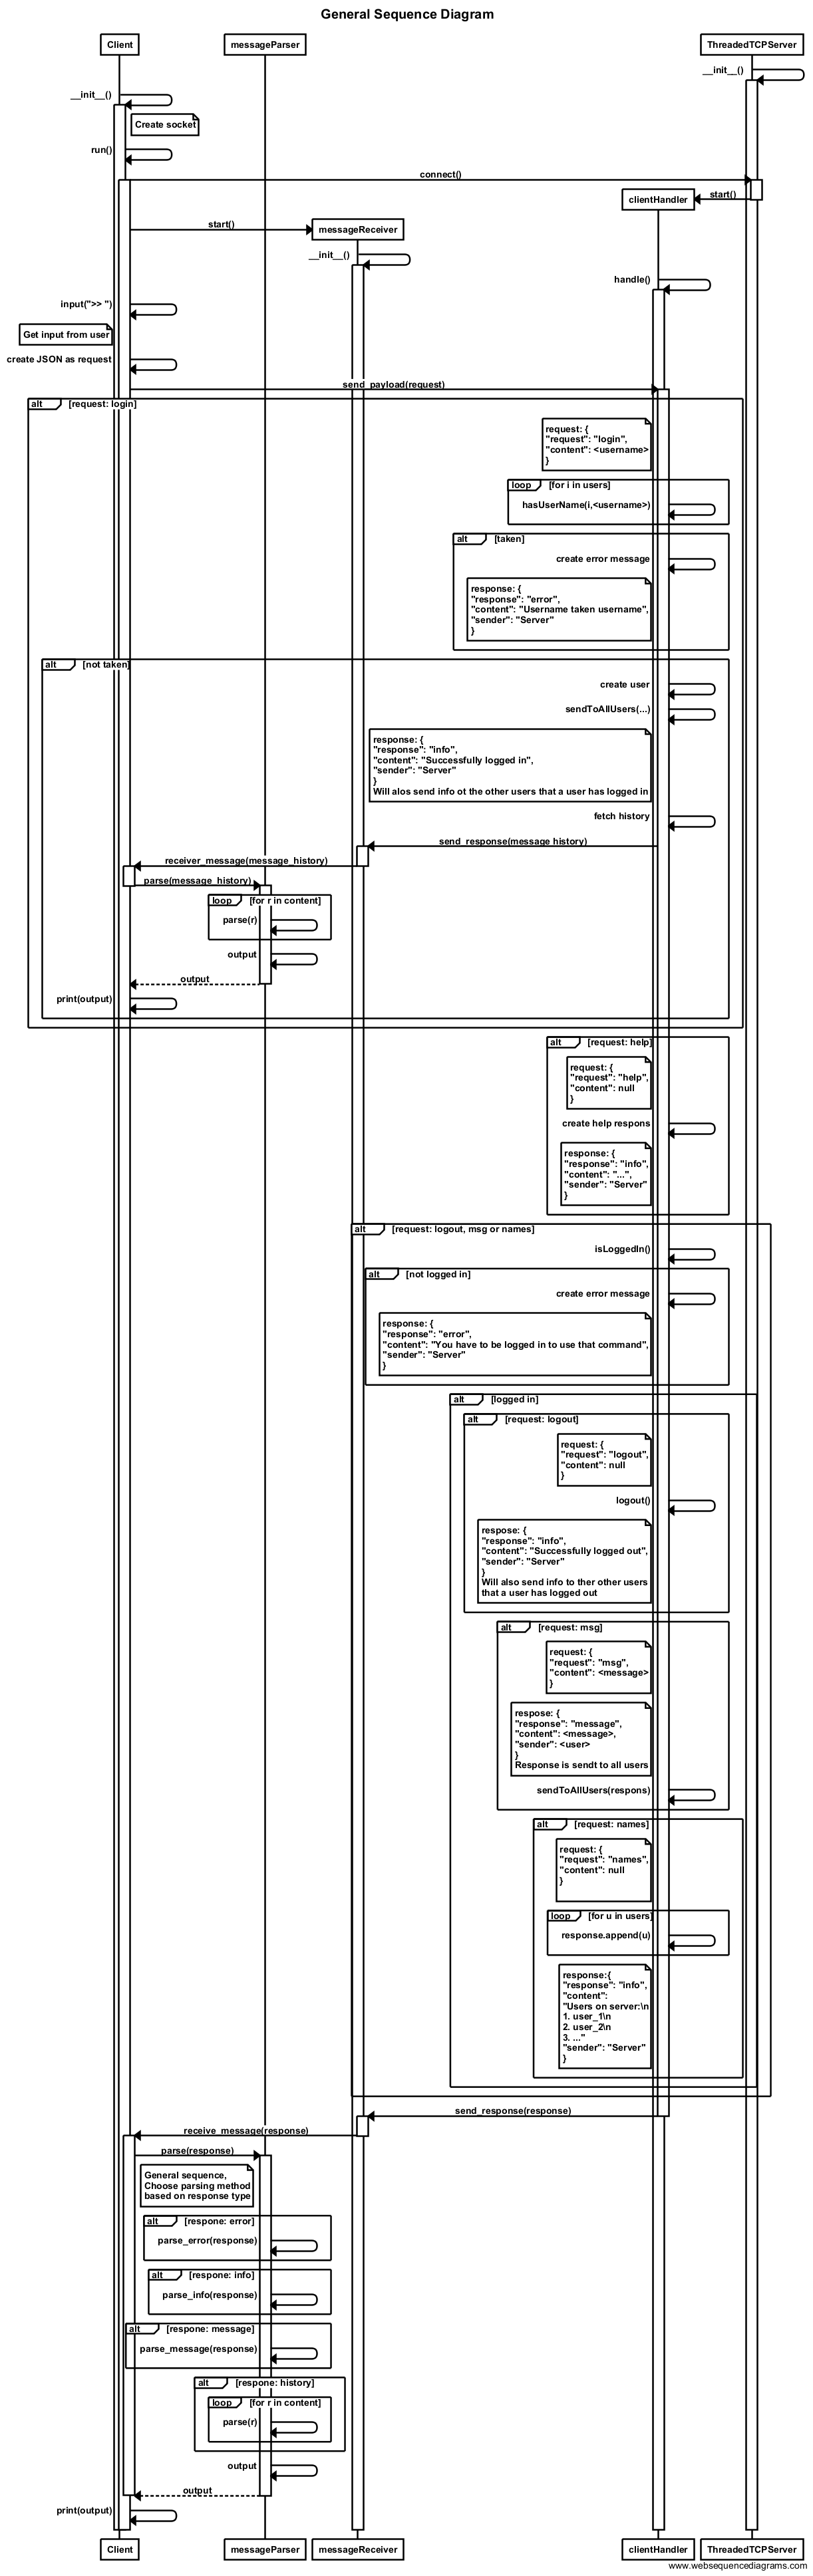 General Sequence Diagram
Client
messageParser
ThreadedTCPServer
__init__()
__init__()
Create socket
run()
connect()
start()
clientHandler
start()
messageReceiver
__init__()
handle()
input(">> ")
Get input from user
create JSON as request
send_payload(request)
alt [request: login]
request: {
"request": "login",
"content": <username>
}
loop [for i in users]
hasUserName(i,<username>)
alt [taken]
create error message
response: {
"response": "error",
"content": "Username taken username",
"sender": "Server"
}
alt [not taken]
create user
sendToAllUsers(...)
response: {
"response": "info",
"content": "Successfully logged in",
"sender": "Server"
}
Will alos send info ot the other users that a user has logged in
fetch history
send_response(message history)
receiver_message(message_history)
parse(message_history)
loop [for r in content]
parse(r)
output
output
print(output)
alt [request: help]
request: {
"request": "help",
"content": null
}
create help respons
response: {
"response": "info",
"content": "...",
"sender": "Server"
}
alt [request: logout, msg or names]
isLoggedIn()
alt [not logged in]
create error message
response: {
"response": "error",
"content": "You have to be logged in to use that command",
"sender": "Server"
}
alt [logged in]
alt [request: logout]
request: {
"request": "logout",
"content": null
}
logout()
respose: {
"response": "info",
"content": "Successfully logged out",
"sender": "Server"
}
Will also send info to ther other users
that a user has logged out
alt [request: msg]
request: {
"request": "msg",
"content": <message>
}
respose: {
"response": "message",
"content": <message>,
"sender": <user>
}
Response is sendt to all users
sendToAllUsers(respons)
alt [request: names]
request: {
"request": "names",
"content": null
}
loop [for u in users]
response.append(u)
response:{
"response": "info",
"content":
"Users on server:\n
1. user_1\n
2. user_2\n
3. ..."
"sender": "Server"
}
send_response(response)
receive_message(response)
parse(response)
General sequence,
Choose parsing method
based on response type
alt [respone: error]
parse_error(response)
alt [respone: info]
parse_info(response)
alt [respone: message]
parse_message(response)
alt [respone: history]
loop [for r in content]
parse(r)
output
output
print(output)
Client
messageParser
messageReceiver
clientHandler
ThreadedTCPServer
www.websequencediagrams.com